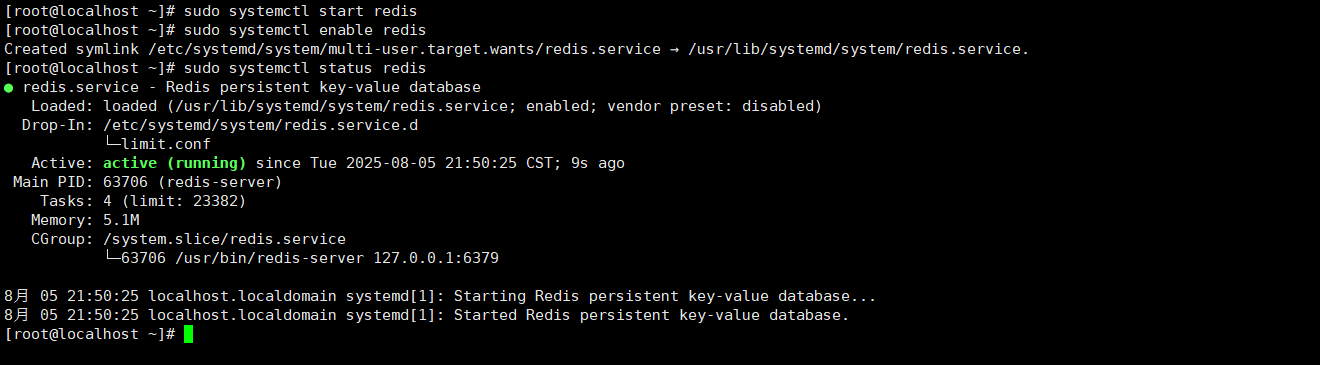 [root@localhost ~]# sudo systemctl start redis
[root@localhost ~]# sudo systemctl enable redis
Created symlink /etc/systemd/system/multi-user.target.wants/redis.service → /usr/lib/systemd/system/redis.service.
[root@localhost ~]# sudo systemctl status redis
● redis.service - Redis persistent key-value database
   Loaded: loaded (/usr/lib/systemd/system/redis.service; enabled; vendor preset: disabled)
  Drop-In: /etc/systemd/system/redis.service.d
           └─limit.conf
   Active: active (running) since Tue 2025-08-05 21:50:25 CST; 9s ago
 Main PID: 63706 (redis-server)
    Tasks: 4 (limit: 23382)
   Memory: 5.1M
   CGroup: /system.slice/redis.service
           └─63706 /usr/bin/redis-server 127.0.0.1:6379

8月 05 21:50:25 localhost.localdomain systemd[1]: Starting Redis persistent key-value database...
8月 05 21:50:25 localhost.localdomain systemd[1]: Started Redis persistent key-value database.
[root@localhost ~]#